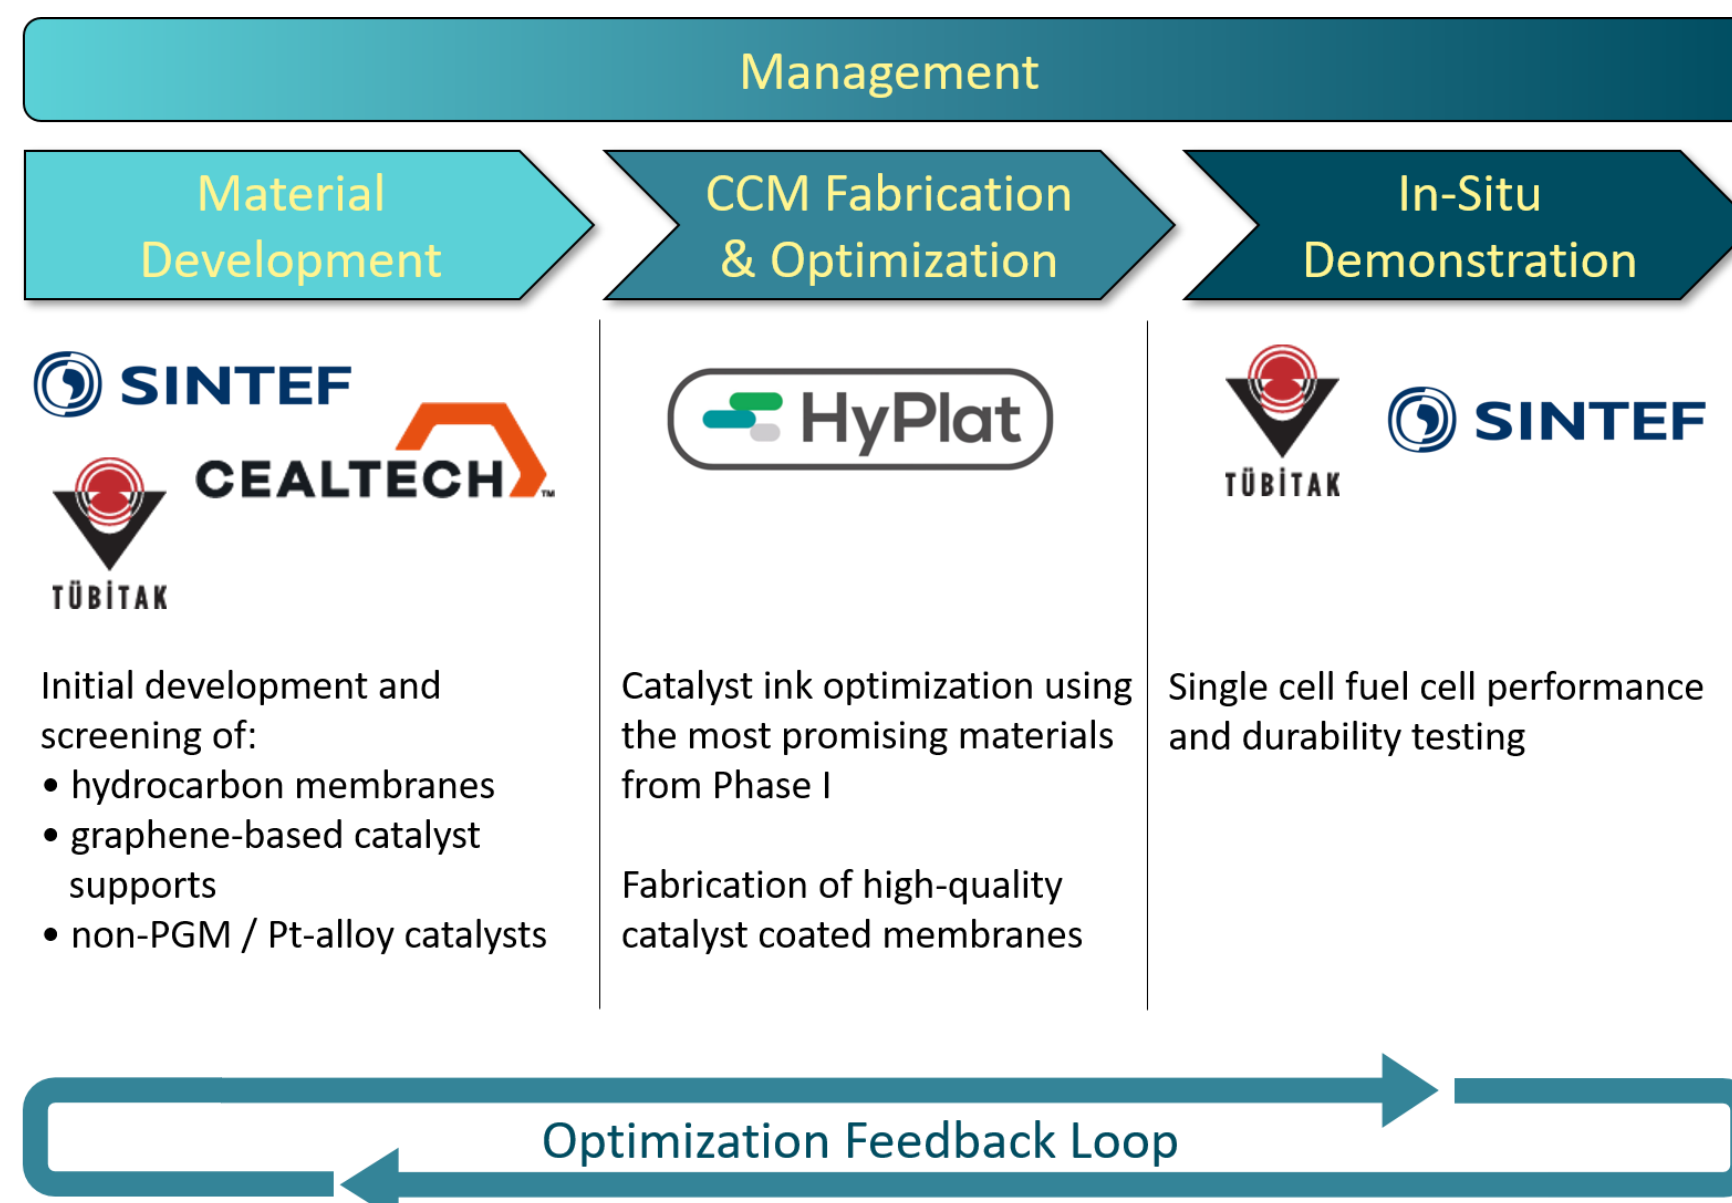 Management
Material
Development
CCM Fabrication
& Optimization
In-Situ
Demonstration
SINTEF
CEALTECH™
TÜBİTAK
HyPlat
TÜBİTAK
SINTEF
Initial development and
screening of:
• hydrocarbon membranes
• graphene-based catalyst
supports
• non-PGM / Pt-alloy catalysts
Catalyst ink optimization using
the most promising materials
from Phase I
Fabrication of high-quality
catalyst coated membranes
Single cell fuel cell performance
and durability testing
Optimization Feedback Loop